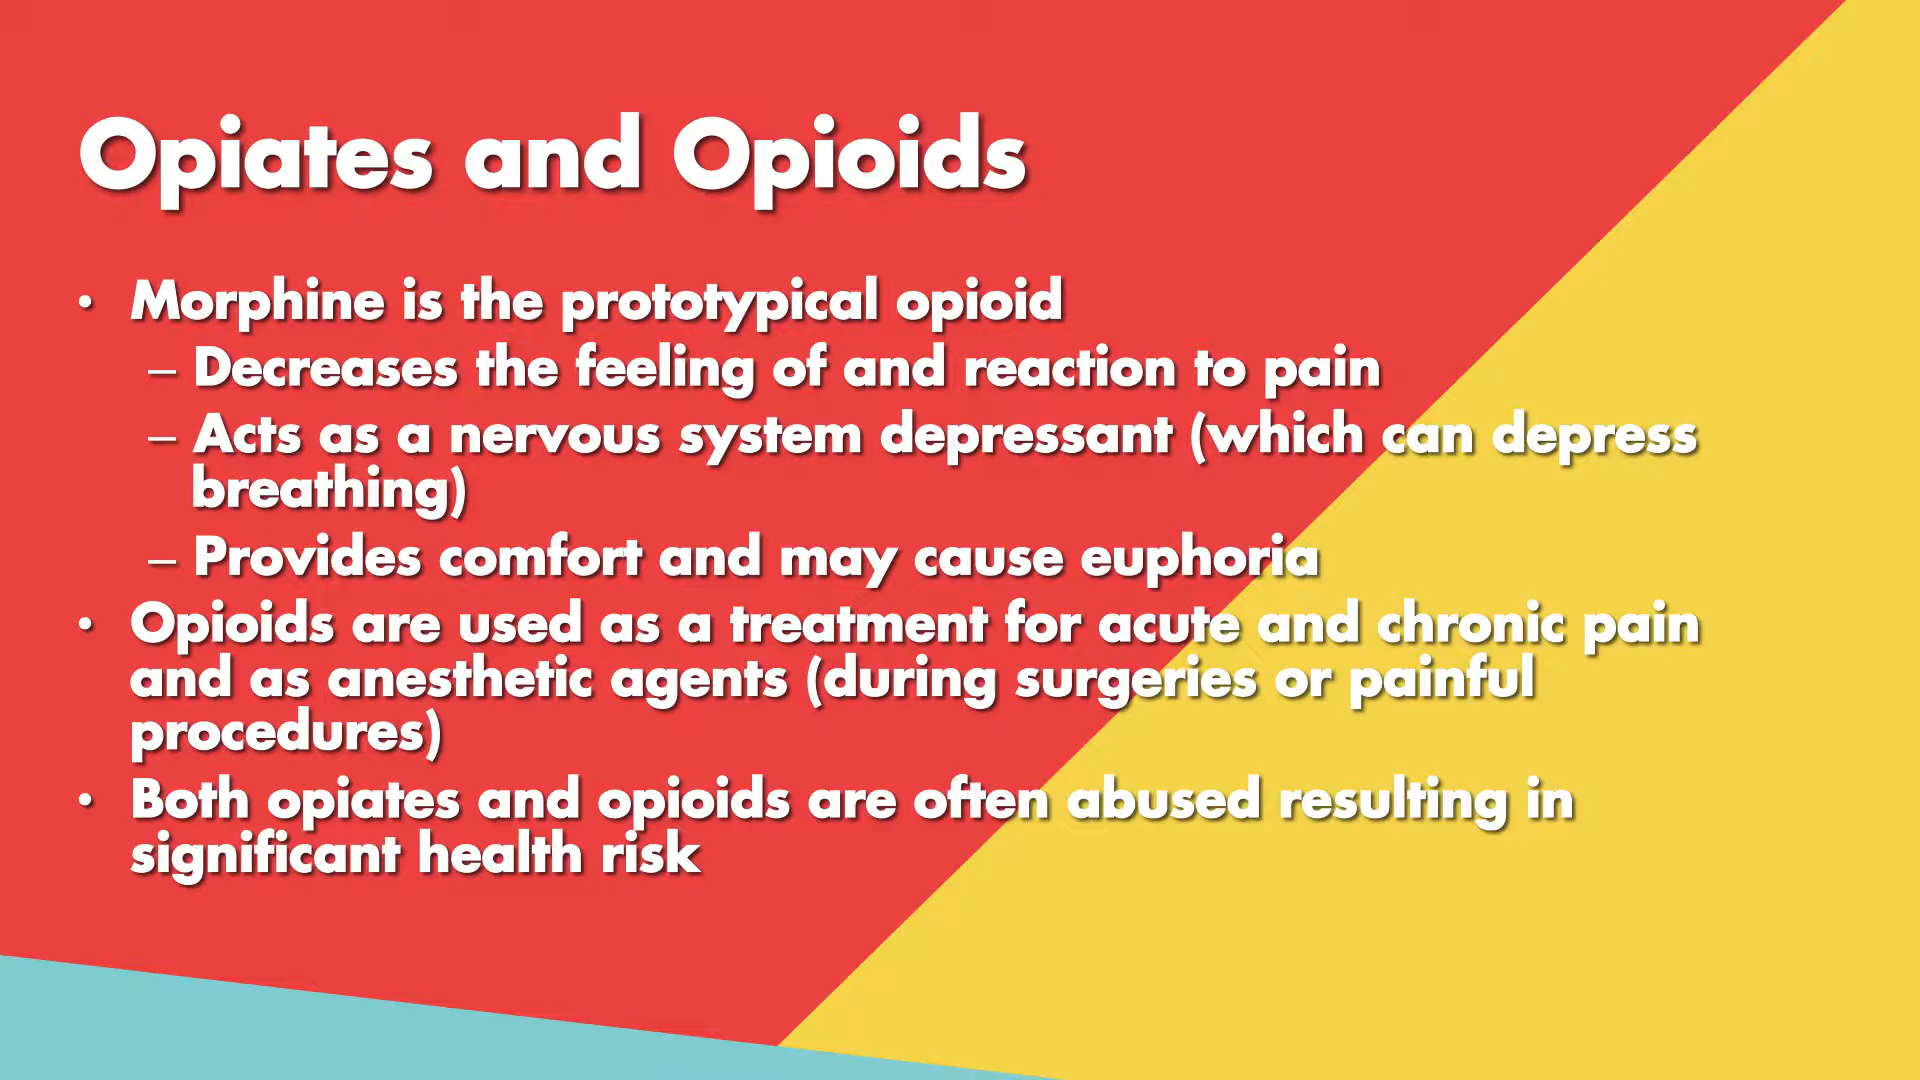 Opiates and Opioids
• Morphine is the prototypical opioid
– Decreases the feeling of and reaction to pain
– Acts as a nervous system depressant (which can depress
breathing)
– Provides comfort and may cause euphoria
• Opioids are used as a treatment for acute and chronic pain
and as anesthetic agents (during surgeries or painful
procedures)
• Both opiates and opioids are often abused resulting in
significant health risk